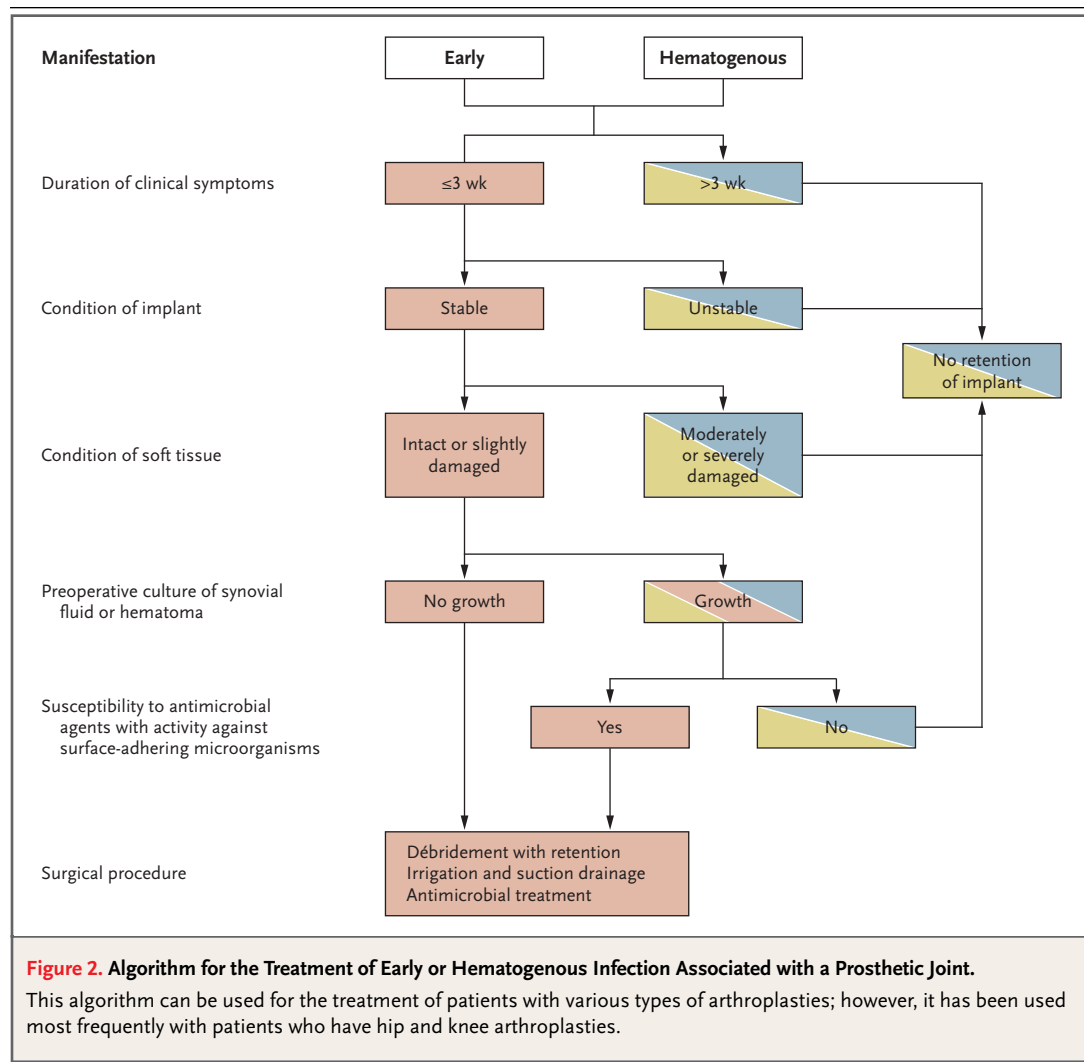 Manifestation
Early
Hematogenous
Duration of clinical symptoms
≤3 wk
>3 wk
Condition of implant
Stable
Unstable
No retention
of implant
Condition of soft tissue
Intact or slightly
damaged
Moderately
or severely
damaged
Preoperative culture of synovial
fluid or hematoma
No growth
Growth
Susceptibility to antimicrobial
agents with activity against
surface-adhering microorganisms
Yes
No
Surgical procedure
Débridement with retention
Irrigation and suction drainage
Antimicrobial treatment
Figure 2. Algorithm for the Treatment of Early or Hematogenous Infection Associated with a Prosthetic Joint.
This algorithm can be used for the treatment of patients with various types of arthroplasties; however, it has been used
most frequently with patients who have hip and knee arthroplasties.